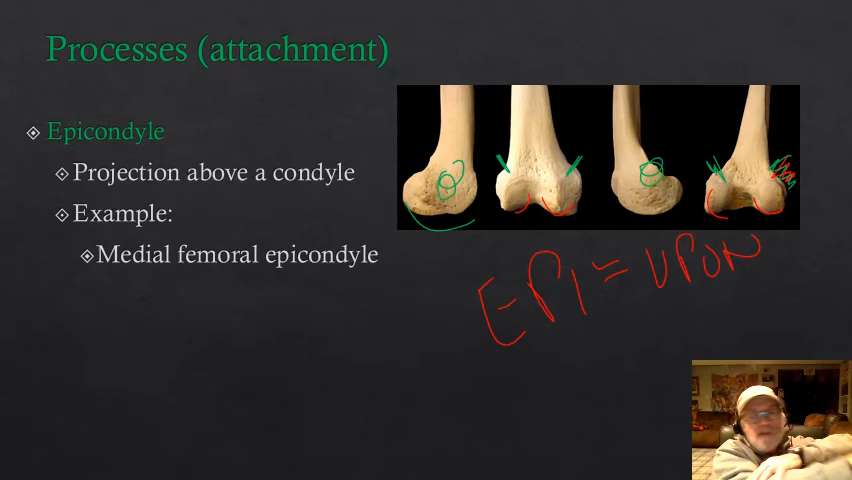 Processes (attachment)
Epicondyle
Projection above a condyle
Example:
Medial femoral epicondyle
EPI = UPON